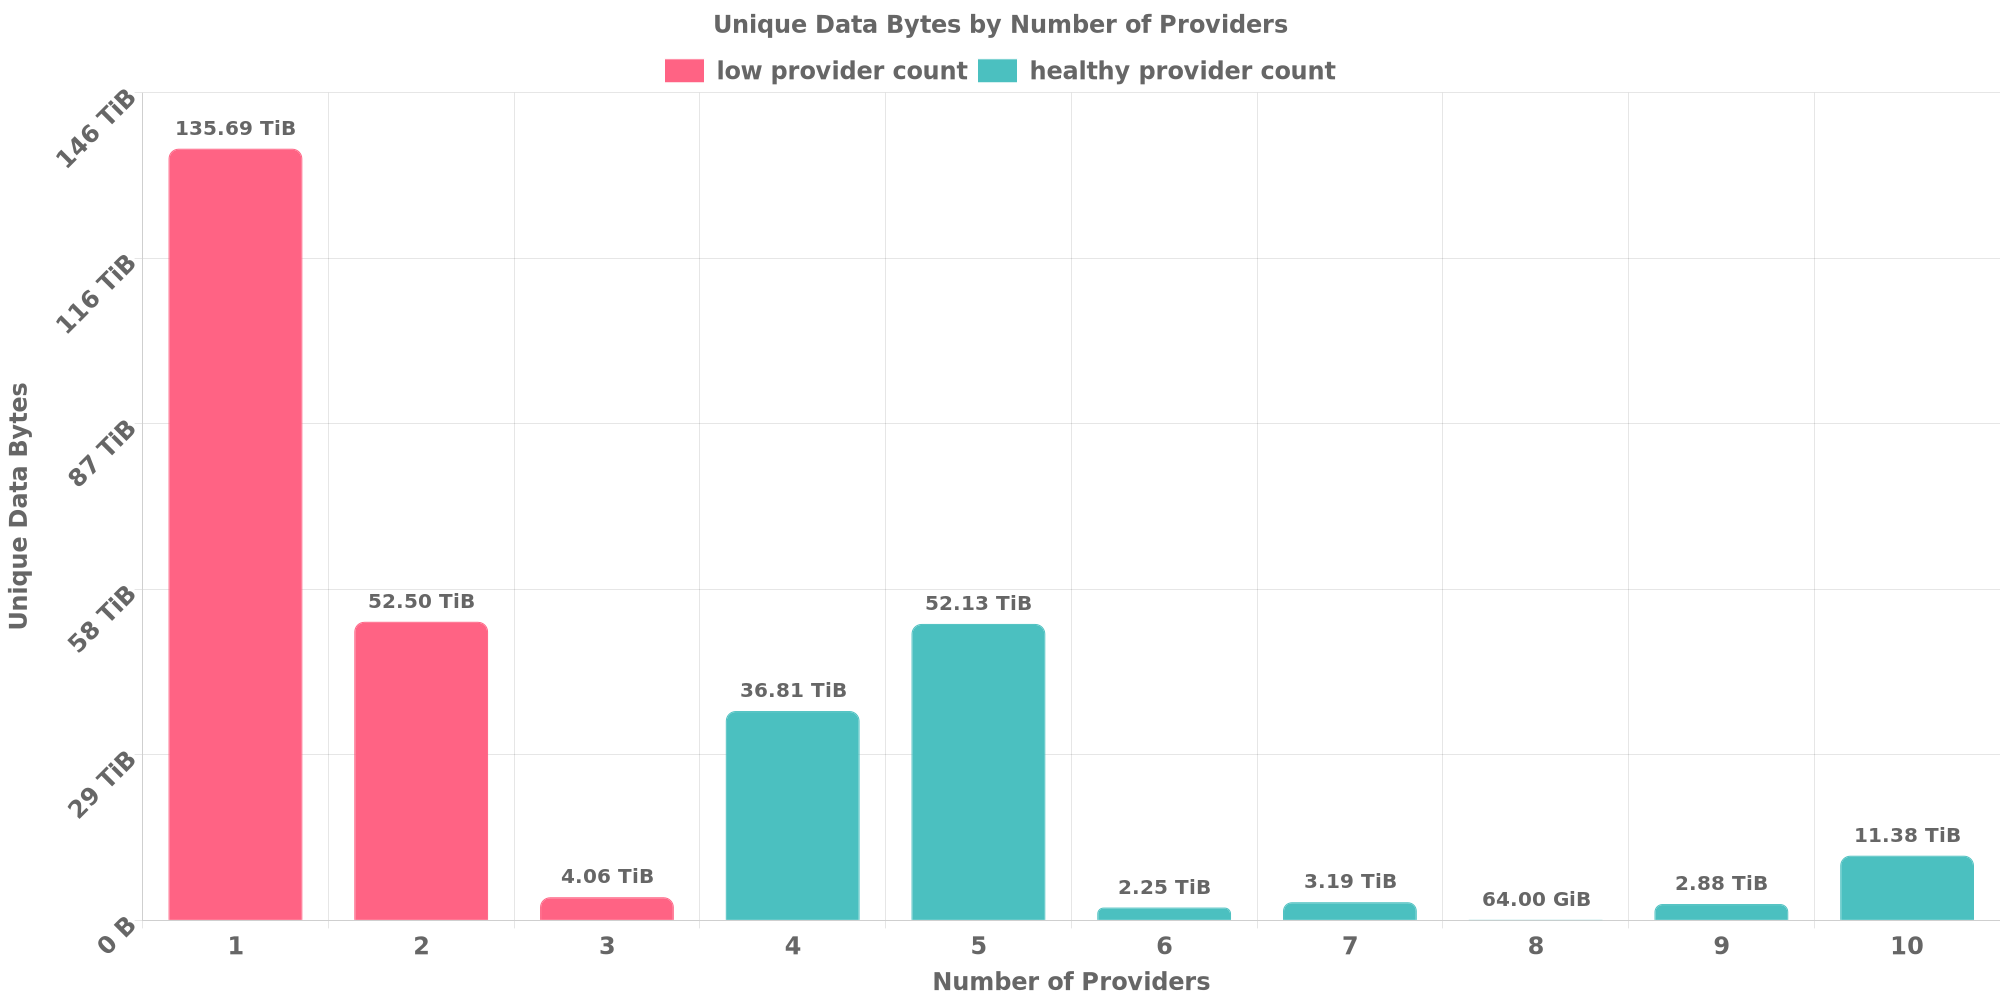 Unique Data Bytes by Number of Providers
low provider count healthy provider count
146 TiB
116 TiB
87 TiB
58 TiB
29 TiB
0 B
Unique Data Bytes
135.69 TiB
52.50 TiB
4.06 TiB
36.81 TiB
52.13 TiB
2.25 TiB
3.19 TiB
64.00 GiB
2.88 TiB
11.38 TiB
1 2 3 4 5 6 7 8 9 10
Number of Providers